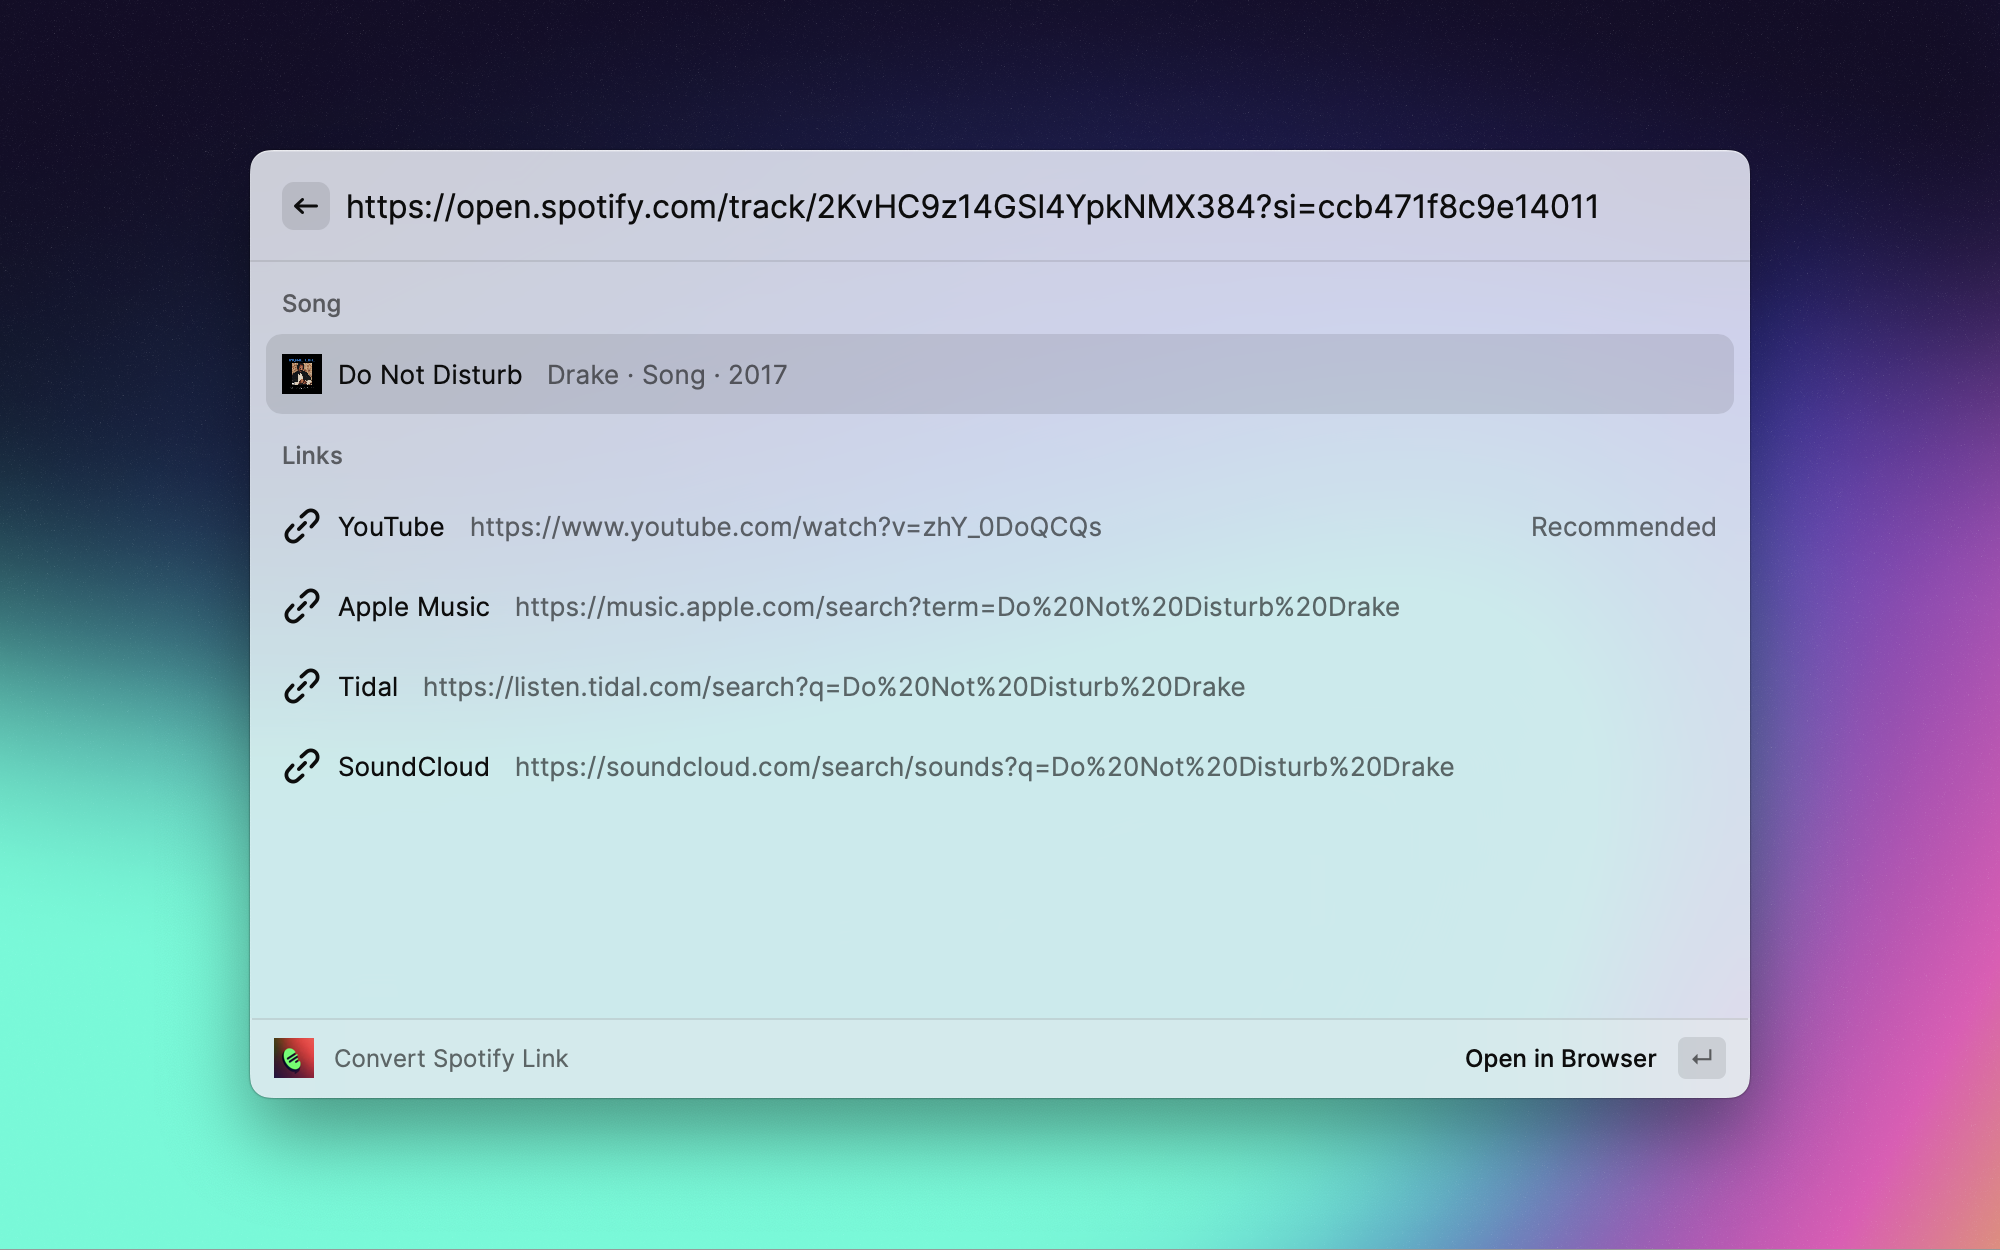 https://open.spotify.com/track/2KvHC9z14GSl4YpkNMX384?si=ccb471f8c9e14011
Song
Do Not Disturb Drake · Song · 2017
Links
YouTube https://www.youtube.com/watch?v=zhY_0DoQCQs Recommended
Apple Music https://music.apple.com/search?term=Do%20Not%20Disturb%20Drake
Tidal https://listen.tidal.com/search?q=Do%20Not%20Disturb%20Drake
SoundCloud https://soundcloud.com/search/sounds?q=Do%20Not%20Disturb%20Drake
Convert Spotify Link Open in Browser